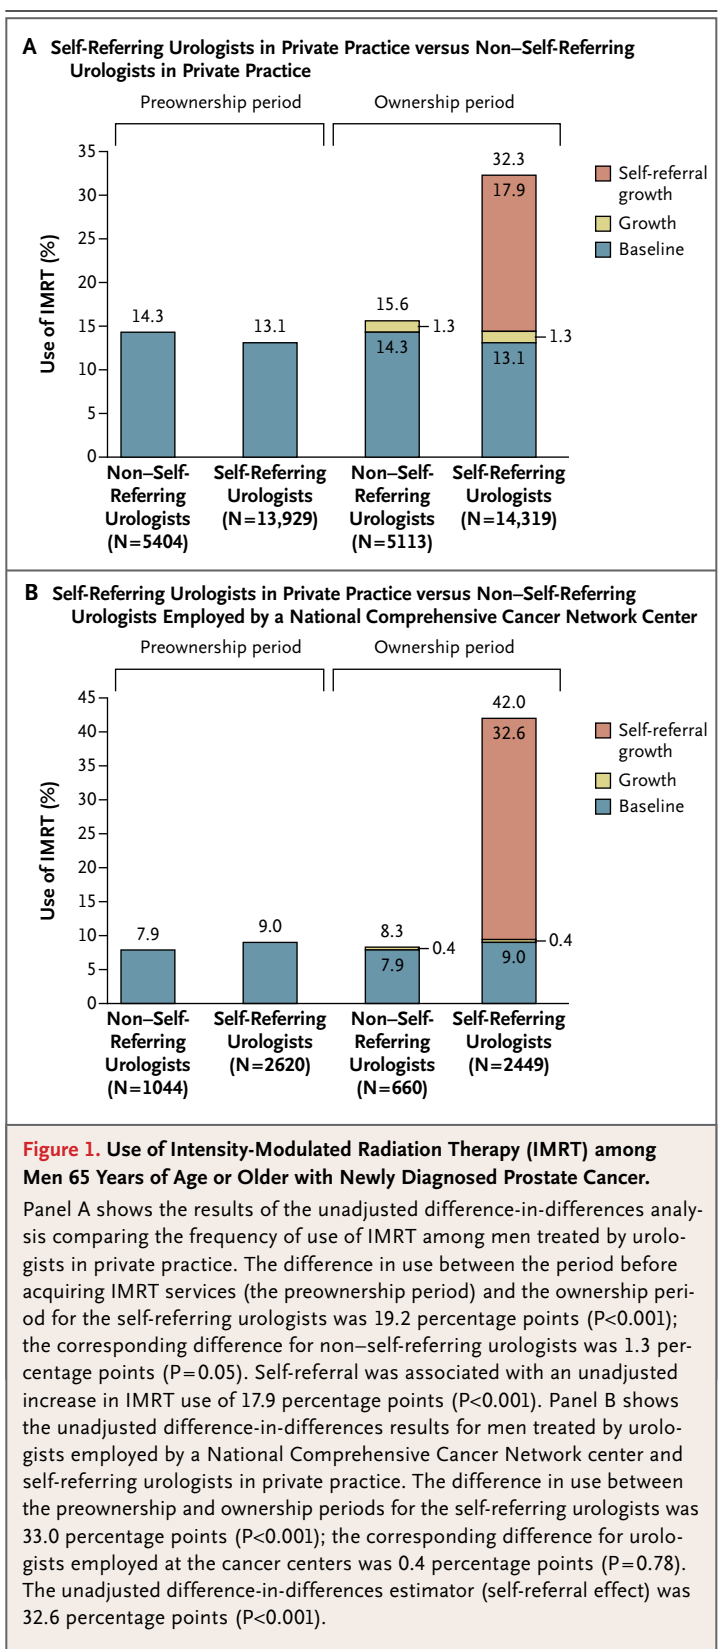 A Self-Referring Urologists in Private Practice versus Non–Self-Referring
Urologists in Private Practice
Preownership period
Ownership period
Use of IMRT (%)
35
30
25
20
15
10
5
0
14.3
13.1
15.6
1.3
14.3
32.3
17.9
1.3
13.1
Self-referral
growth
Growth
Baseline
Non–Self-
Referring
Urologists
(N=5404)
Self-Referring
Urologists
(N=13,929)
Non–Self-
Referring
Urologists
(N=5113)
Self-Referring
Urologists
(N=14,319)
B Self-Referring Urologists in Private Practice versus Non–Self-Referring
Urologists Employed by a National Comprehensive Cancer Network Center
Preownership period
Ownership period
Use of IMRT (%)
45
40
35
30
25
20
15
10
5
0
7.9
9.0
8.3
0.4
7.9
42.0
32.6
0.4
9.0
Self-referral
growth
Growth
Baseline
Non–Self-
Referring
Urologists
(N=1044)
Self-Referring
Urologists
(N=2620)
Non–Self-
Referring
Urologists
(N=660)
Self-Referring
Urologists
(N=2449)
Figure 1. Use of Intensity-Modulated Radiation Therapy (IMRT) among
Men 65 Years of Age or Older with Newly Diagnosed Prostate Cancer.
Panel A shows the results of the unadjusted difference-in-differences analy-
sis comparing the frequency of use of IMRT among men treated by urolo-
gists in private practice. The difference in use between the period before
acquiring IMRT services (the preownership period) and the ownership peri-
od for the self-referring urologists was 19.2 percentage points (P<0.001);
the corresponding difference for non–self-referring urologists was 1.3 per-
centage points (P=0.05). Self-referral was associated with an unadjusted
increase in IMRT use of 17.9 percentage points (P<0.001). Panel B shows
the unadjusted difference-in-differences results for men treated by urolo-
gists employed by a National Comprehensive Cancer Network center and
self-referring urologists in private practice. The difference in use between
the preownership and ownership periods for the self-referring urologists was
33.0 percentage points (P<0.001); the corresponding difference for urolo-
gists employed at the cancer centers was 0.4 percentage points (P=0.78).
The unadjusted difference-in-differences estimator (self-referral effect) was
32.6 percentage points (P<0.001).